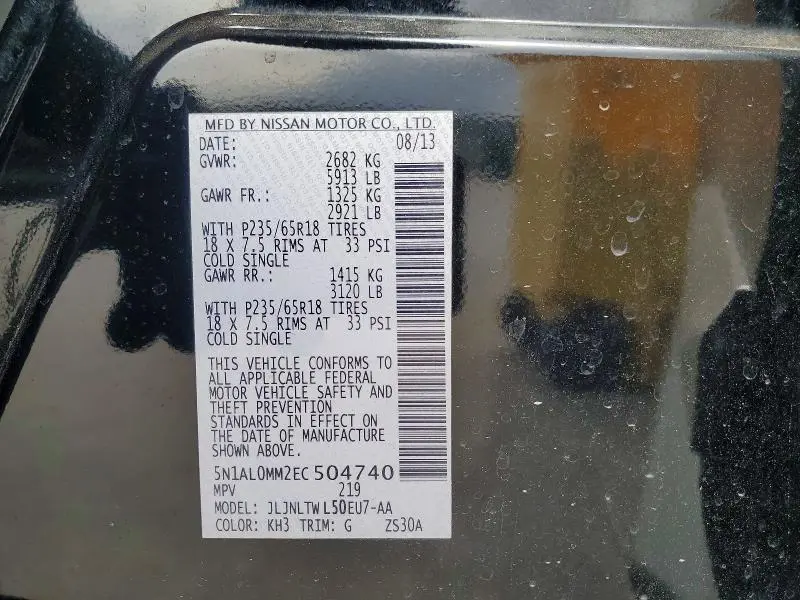 MFD BY NISSAN MOTOR CO., LTD.
DATE: 08/13
GVWR: 2682 KG
5913 LB
GAWR FR.: 1325 KG
2921 LB
WITH P235/65R18 TIRES
18 X 7.5 RIMS AT 33 PSI
COLD SINGLE
GAWR RR.: 1415 KG
3120 LB
WITH P235/65R18 TIRES
18 X 7.5 RIMS AT 33 PSI
COLD SINGLE
THIS VEHICLE CONFORMS TO
ALL APPLICABLE FEDERAL
MOTOR VEHICLE SAFETY AND
THEFT PREVENTION
STANDARDS IN EFFECT ON
THE DATE OF MANUFACTURE
SHOWN ABOVE.
5N1AL0MM2EC504740
MPV 219
MODEL: JLJNLTWL50EU7-AA
COLOR: KH3 TRIM: G ZS30A